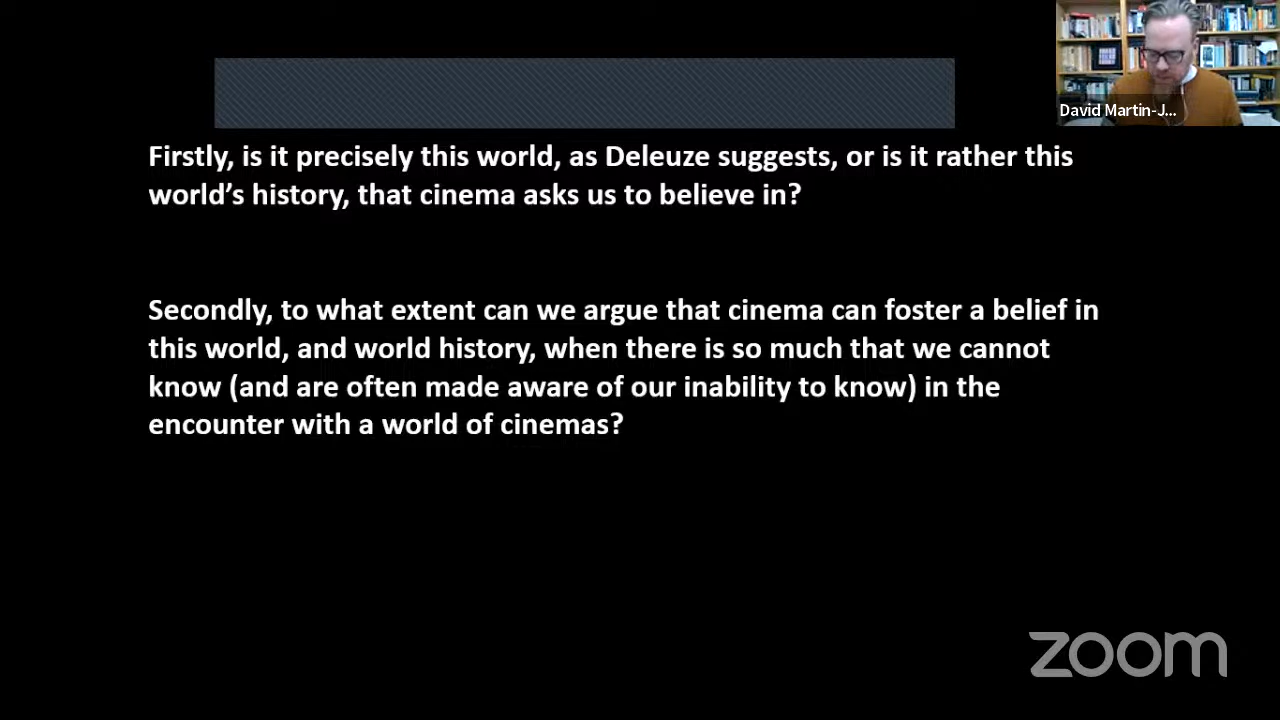 David Martin-J...
Firstly, is it precisely this world, as Deleuze suggests, or is it rather this
world’s history, that cinema asks us to believe in?
Secondly, to what extent can we argue that cinema can foster a belief in
this world, and world history, when there is so much that we cannot
know (and are often made aware of our inability to know) in the
encounter with a world of cinemas?
zoom